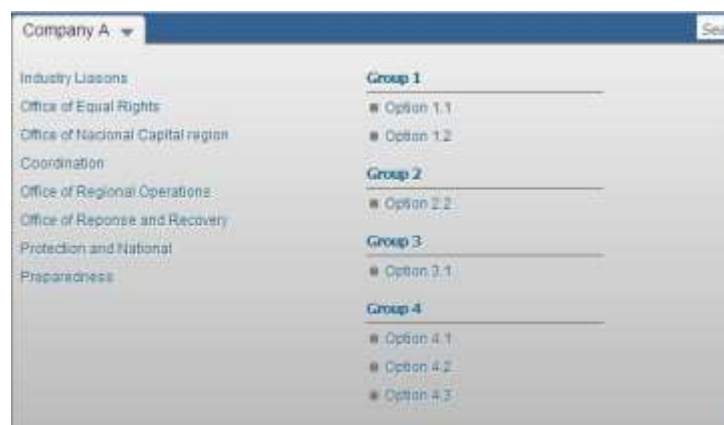 Company A
Sea
Industry Liasons
Office of Equal Rights
Office of Nacional Capital region
Coordination
Office of Regional Operations
Office of Reponse and Recovery
Protection and National
Preparedness
Group 1
Option 1.1
Option 1.2
Group 2
Option 2.2
Group 3
Option 3.1
Group 4
Option 4.1
Option 4.2
Option 4.3